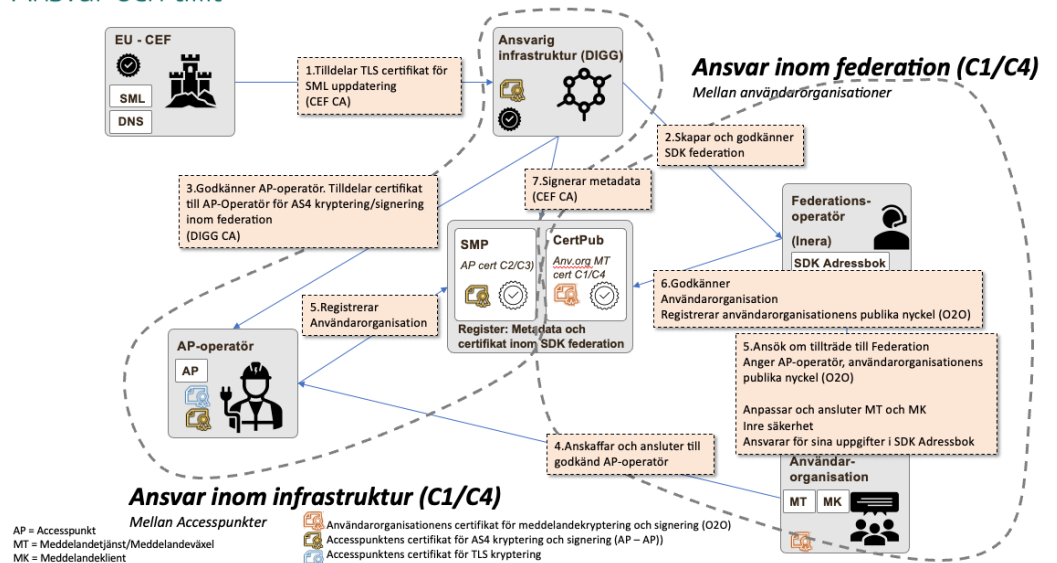 EU - CEF
SML
DNS
1.Tilldelar TLS certifikat för
SML uppdatering
(CEF CA)
Ansvarig
infrastruktur (DIGG)
Ansvar inom federation (C1/C4)
Mellan användarorganisationer
2.Skapar och godkänner
SDK federation
3.Godkänner AP-operatör. Tilldelar certifikat
till AP-Operatör för AS4 kryptering/signering
inom federation
(DIGG CA)
7.Signerar metadata
(CEF CA)
Federations-
operatör
(Inera)
SDK Adressbok
SMP
AP cert C2/C3)
CertPub
Anv.org MT
cert C1/C4
Register: Metadata och
certifikat inom SDK federation
6.Godkänner
Användarorganisation
Registrerar användarorganisationens publika nyckel (O2O)
5.Registrerar
Användarorganisation
AP-operatör
AP
5.Ansök om tillträde till Federation
Anger AP-operatör, användarorganisationens
publika nyckel (O2O)
Anpassar och ansluter MT och MK
Inre säkerhet
Ansvarar för sina uppgifter i SDK Adressbok
4.Anskaffar och ansluter till
godkänd AP-operatör
Användar-
organisation
MT
MK
Ansvar inom infrastruktur (C1/C4)
Mellan Accesspunkter
AP = Accesspunkt
MT = Meddelandetjänst/Meddelandeväxel
MK = Meddelandeklient
Användarorganisationens certifikat för meddelandekryptering och signering (O2O)
Accesspunktens certifikat för AS4 kryptering och signering (AP – AP))
Accesspunktens certifikat för TLS kryptering